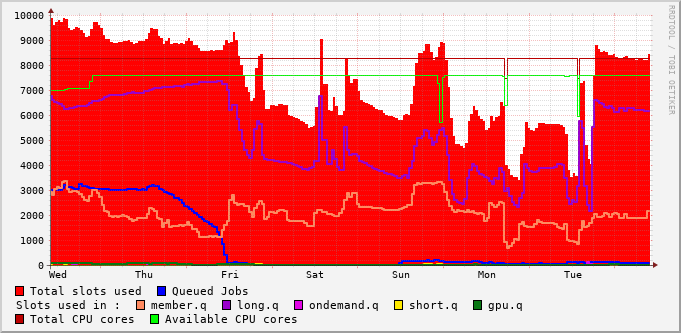 10000
9000
8000
7000
6000
5000
4000
3000
2000
1000
0
Wed Thu Fri Sat Sun Mon Tue
RRDTOOL / TOBI OETIKER
Total slots used Queued Jobs
Slots used in : member.q long.q ondemand.q short.q gpu.q
Total CPU cores Available CPU cores